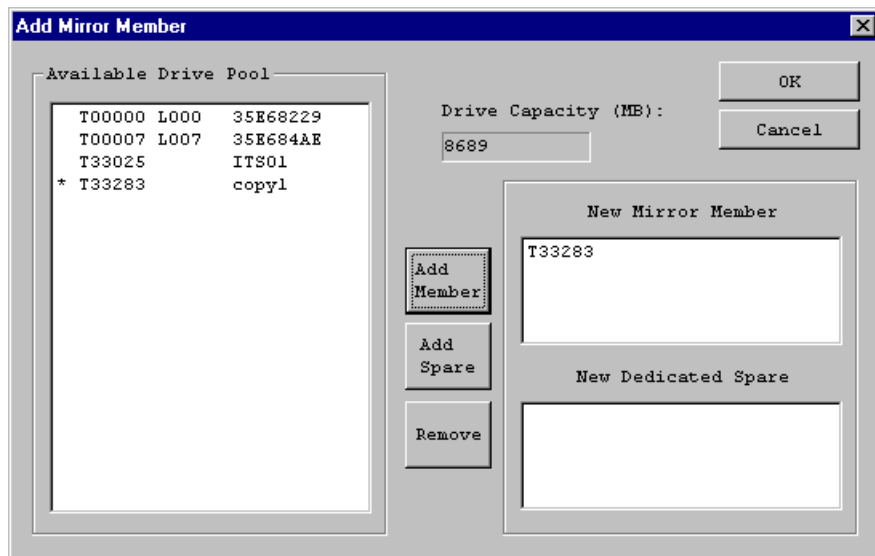 Add Mirror Member
Available Drive Pool
T00000 L000 35E68229
T00007 L007 35E684AE
T33025 ITSO1
* T33283 copy1
Drive Capacity (MB):
8689
OK
Cancel
Add
Member
Add
Spare
Remove
New Mirror Member
T33283
New Dedicated Spare